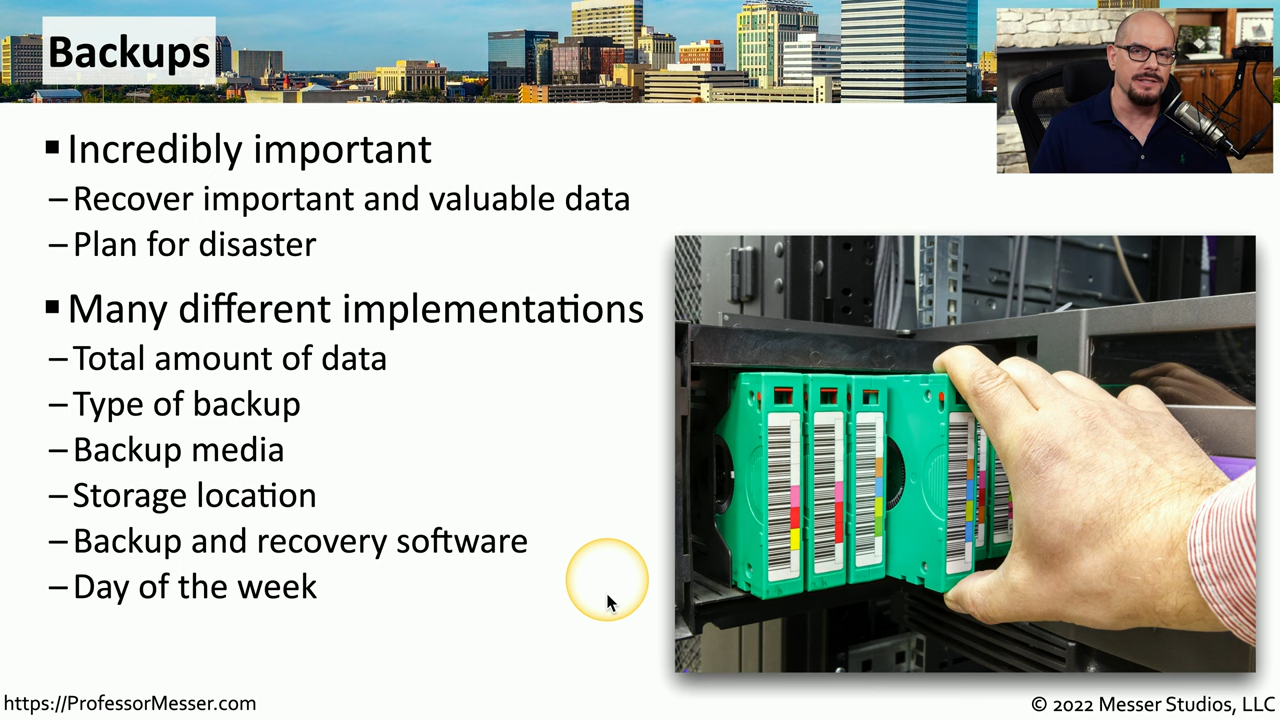 Backups
▪ Incredibly important
– Recover important and valuable data
– Plan for disaster
▪ Many different implementations
– Total amount of data
– Type of backup
– Backup media
– Storage location
– Backup and recovery software
– Day of the week
https://ProfessorMesser.com
© 2022 Messer Studios, LLC